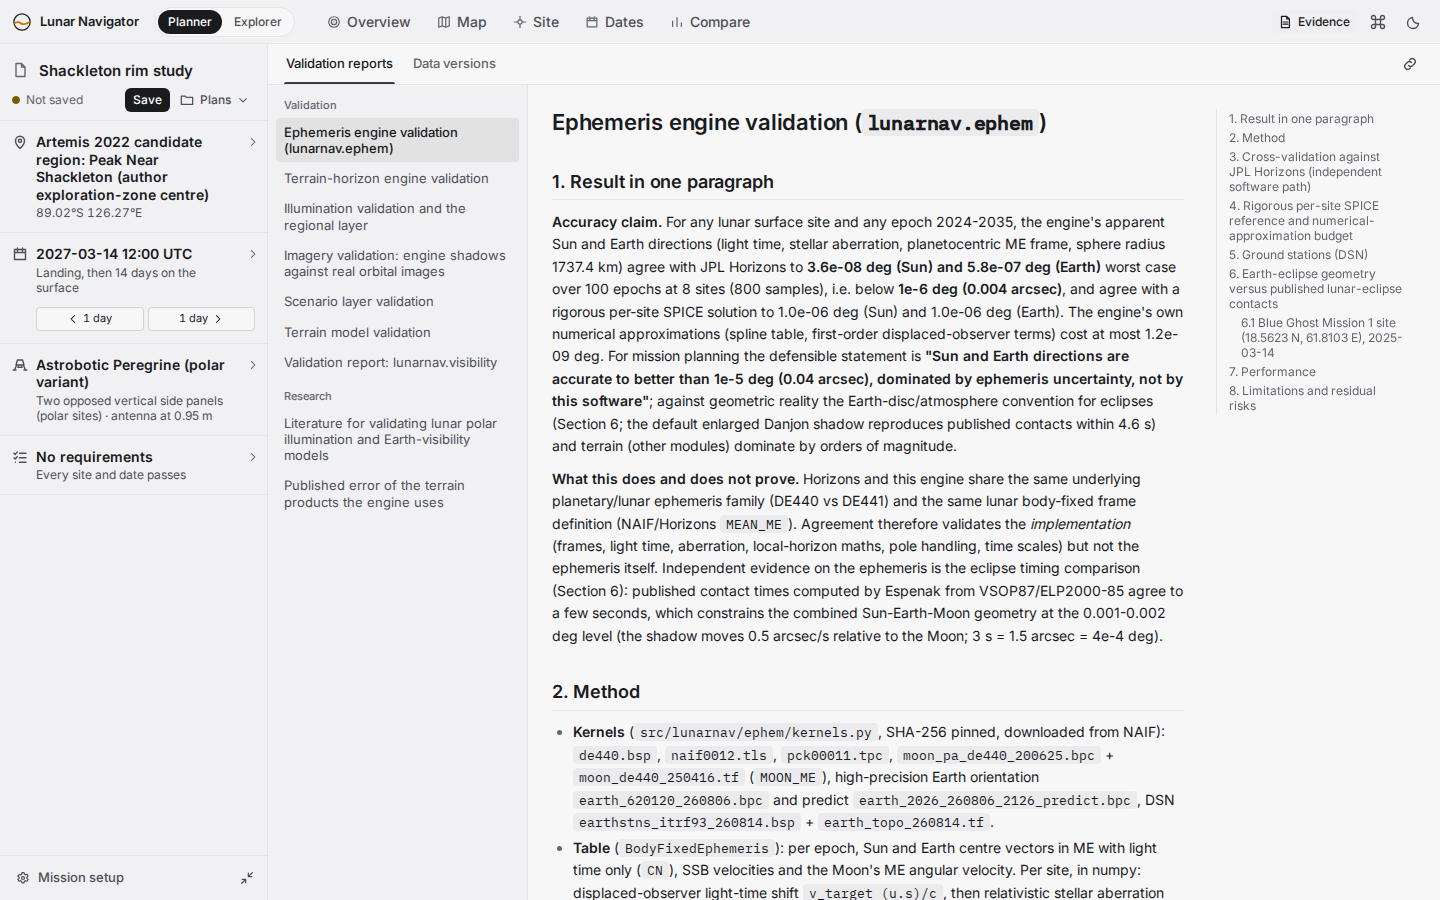 Lunar Navigator
Planner
Explorer
Overview
Map
Site
Dates
Compare
Evidence
Shackleton rim study
Not saved
Save
Plans
Artemis 2022 candidate
region: Peak Near
Shackleton (author
exploration-zone centre)
89.02°S 126.27°E
2027-03-14 12:00 UTC
Landing, then 14 days on the
surface
1 day
1 day
Astrobotic Peregrine (polar
variant)
Two opposed vertical side panels
(polar sites) · antenna at 0.95 m
No requirements
Every site and date passes
Mission setup
Validation reports
Data versions
Validation
Ephemeris engine validation
(lunarnav.ephem)
Terrain-horizon engine validation
Illumination validation and the
regional layer
Imagery validation: engine shadows
against real orbital images
Scenario layer validation
Terrain model validation
Validation report: lunarnav.visibility
Research
Literature for validating lunar polar
illumination and Earth-visibility
models
Published error of the terrain
products the engine uses
Ephemeris engine validation ( lunarnav.ephem )
1. Result in one paragraph
Accuracy claim. For any lunar surface site and any epoch 2024-2035, the engine's apparent
Sun and Earth directions (light time, stellar aberration, planetocentric ME frame, sphere radius
1737.4 km) agree with JPL Horizons to 3.6e-08 deg (Sun) and 5.8e-07 deg (Earth) worst case
over 100 epochs at 8 sites (800 samples), i.e. below 1e-6 deg (0.004 arcsec), and agree with a
rigorous per-site SPICE solution to 1.0e-06 deg (Sun) and 1.0e-06 deg (Earth). The engine's own
numerical approximations (spline table, first-order displaced-observer terms) cost at most 1.2e-
09 deg. For mission planning the defensible statement is "Sun and Earth directions are
accurate to better than 1e-5 deg (0.04 arcsec), dominated by ephemeris uncertainty, not by
this software"; against geometric reality the Earth-disc/atmosphere convention for eclipses
(Section 6; the default enlarged Danjon shadow reproduces published contacts within 4.6 s)
and terrain (other modules) dominate by orders of magnitude.
What this does and does not prove. Horizons and this engine share the same underlying
planetary/lunar ephemeris family (DE440 vs DE441) and the same lunar body-fixed frame
definition (NAIF/Horizons MEAN_ME ). Agreement therefore validates the implementation
(frames, light time, aberration, local-horizon maths, pole handling, time scales) but not the
ephemeris itself. Independent evidence on the ephemeris is the eclipse timing comparison
(Section 6): published contact times computed by Espenak from VSOP87/ELP2000-85 agree to
a few seconds, which constrains the combined Sun-Earth-Moon geometry at the 0.001-0.002
deg level (the shadow moves 0.5 arcsec/s relative to the Moon; 3 s = 1.5 arcsec = 4e-4 deg).
2. Method
Kernels ( src/lunarnav/ephem/kernels.py , SHA-256 pinned, downloaded from NAIF):
de440.bsp , naif0012.tls , pck00011.tpc , moon_pa_de440_200625.bpc +
moon_de440_250416.tf ( MOON_ME ), high-precision Earth orientation
earth_620120_260806.bpc and predict earth_2026_260806_2126_predict.bpc , DSN
earthstns_itrf93_260814.bsp + earth_topo_260814.tf .
Table ( BodyFixedEphemeris ): per epoch, Sun and Earth centre vectors in ME with light
time only ( CN ), SSB velocities and the Moon's ME angular velocity. Per site, in numpy:
displaced-observer light-time shift v_target (u.s)/c , then relativistic stellar aberration
1. Result in one paragraph
2. Method
3. Cross-validation against
JPL Horizons (independent
software path)
4. Rigorous per-site SPICE
reference and numerical-
approximation budget
5. Ground stations (DSN)
6. Earth-eclipse geometry
versus published lunar-eclipse
contacts
6.1 Blue Ghost Mission 1 site
(18.5623 N, 61.8103 E), 2025-
03-14
7. Performance
8. Limitations and residual
risks